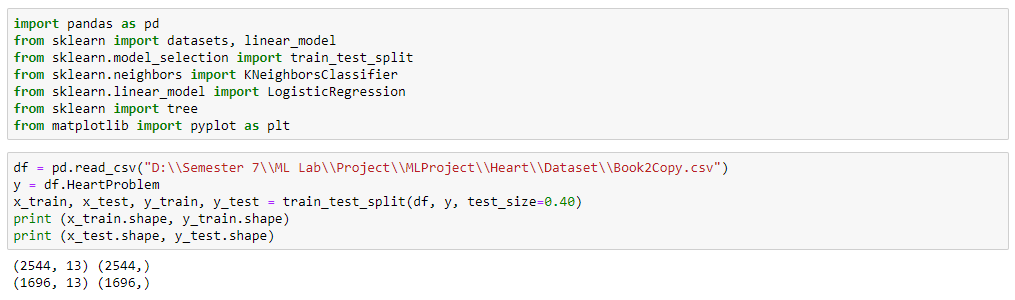 import pandas as pd
from sklearn import datasets, linear_model
from sklearn.model_selection import train_test_split
from sklearn.neighbors import KNeighborsClassifier
from sklearn.linear_model import LogisticRegression
from sklearn import tree
from matplotlib import pyplot as plt
df = pd.read_csv("D:\\Semester 7\\ML Lab\\Project\\MLProject\\Heart\\Dataset\\Book2Copy.csv")
y = df.HeartProblem
x_train, x_test, y_train, y_test = train_test_split(df, y, test_size=0.40)
print (x_train.shape, y_train.shape)
print (x_test.shape, y_test.shape)
(2544, 13) (2544,)
(1696, 13) (1696,)